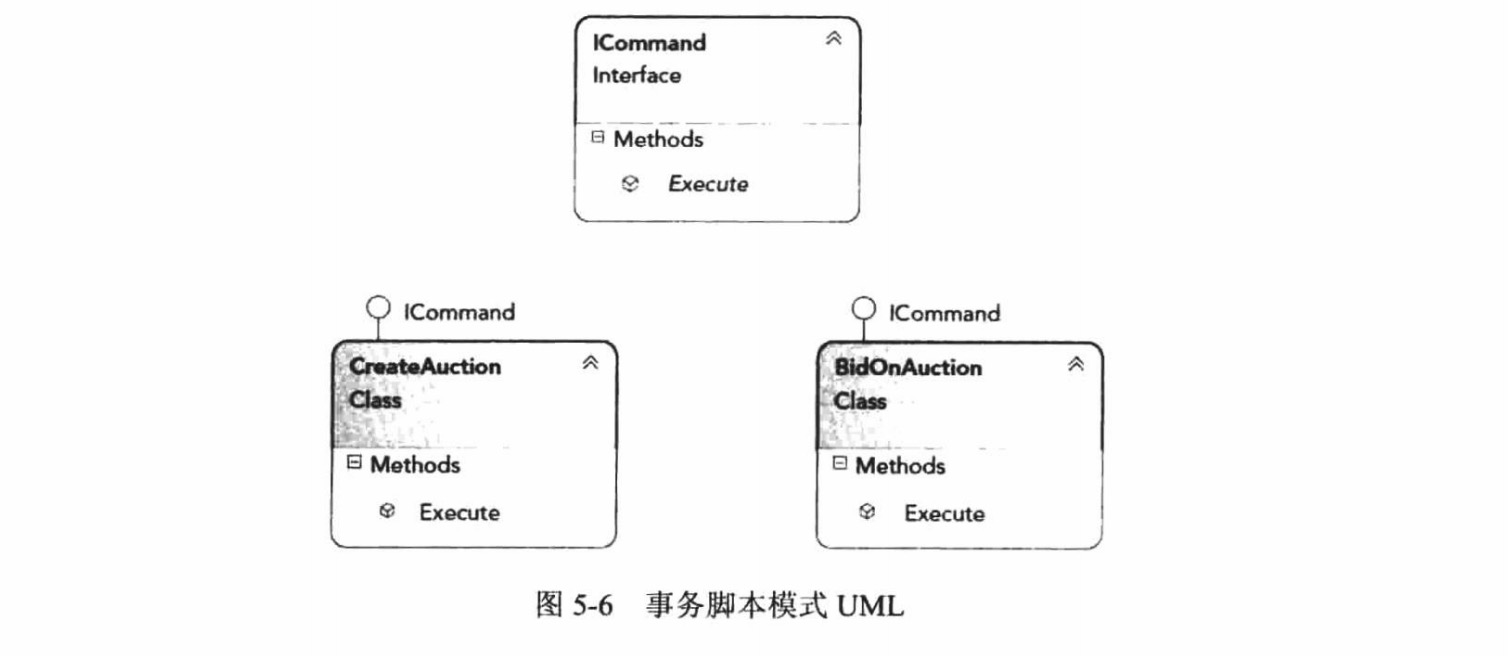 ICommand
Interface
Methods
Execute
ICommand
CreateAuction
Class
Methods
Execute
ICommand
BidOnAuction
Class
Methods
Execute
图 5-6 事务脚本模式 UML